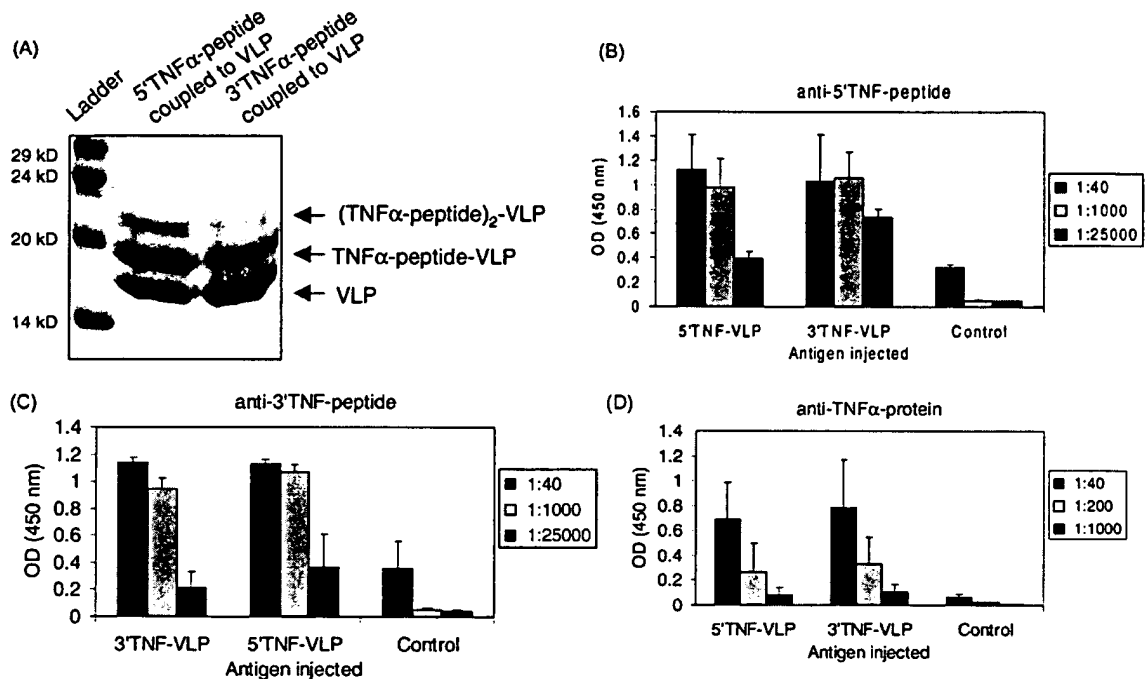 (A)
Ladder
5'TNFα-peptide
coupled to VLP
3'TNFα-peptide
coupled to VLP
29 kD
24 kD
20 kD
14 kD
(TNFα-peptide)2-VLP
TNFα-peptide-VLP
VLP
(B)
anti-5'TNF-peptide
OD (450 nm)
1.6
1.4
1.2
1
0.8
0.6
0.4
0.2
0
5'TNF-VLP 3'TNF-VLP Control
Antigen injected
1:40
1:1000
1:25000
(C)
anti-3'TNF-peptide
OD (450 nm)
1.4
1.2
1
0.8
0.6
0.4
0.2
0
3'TNF-VLP 5'TNF-VLP Control
Antigen injected
1:40
1:1000
1:25000
(D)
anti-TNFα-protein
OD (450 nm)
1.4
1.2
1
0.8
0.6
0.4
0.2
0
5'TNF-VLP 3'TNF-VLP Control
Antigen injected
1:40
1:200
1:1000